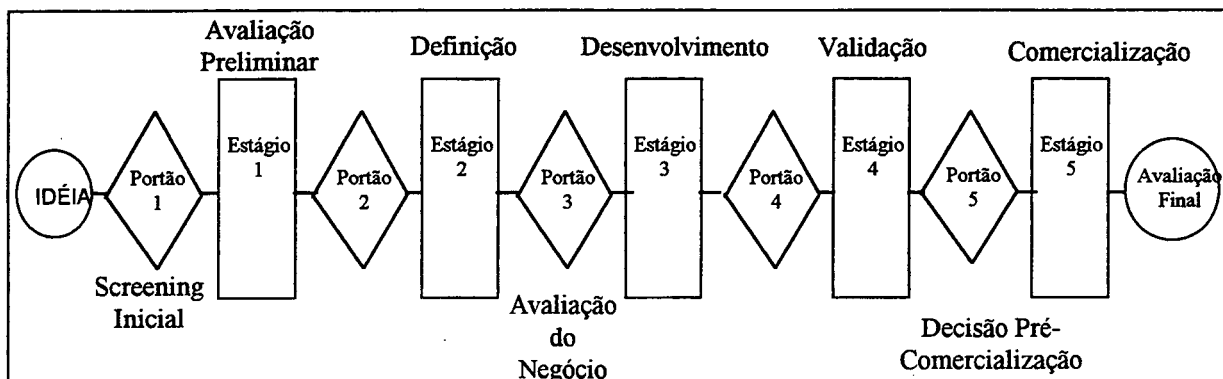 Avaliação
Preliminar
Definição
Desenvolvimento
Validação
Comercialização
IDÉIA
Portão
1
Estágio
1
Portão
2
Estágio
2
Portão
3
Estágio
3
Portão
4
Estágio
4
Portão
5
Estágio
5
Avaliação
Final
Screening
Inicial
Avaliação
do
Negócio
Decisão Pré-
Comercialização